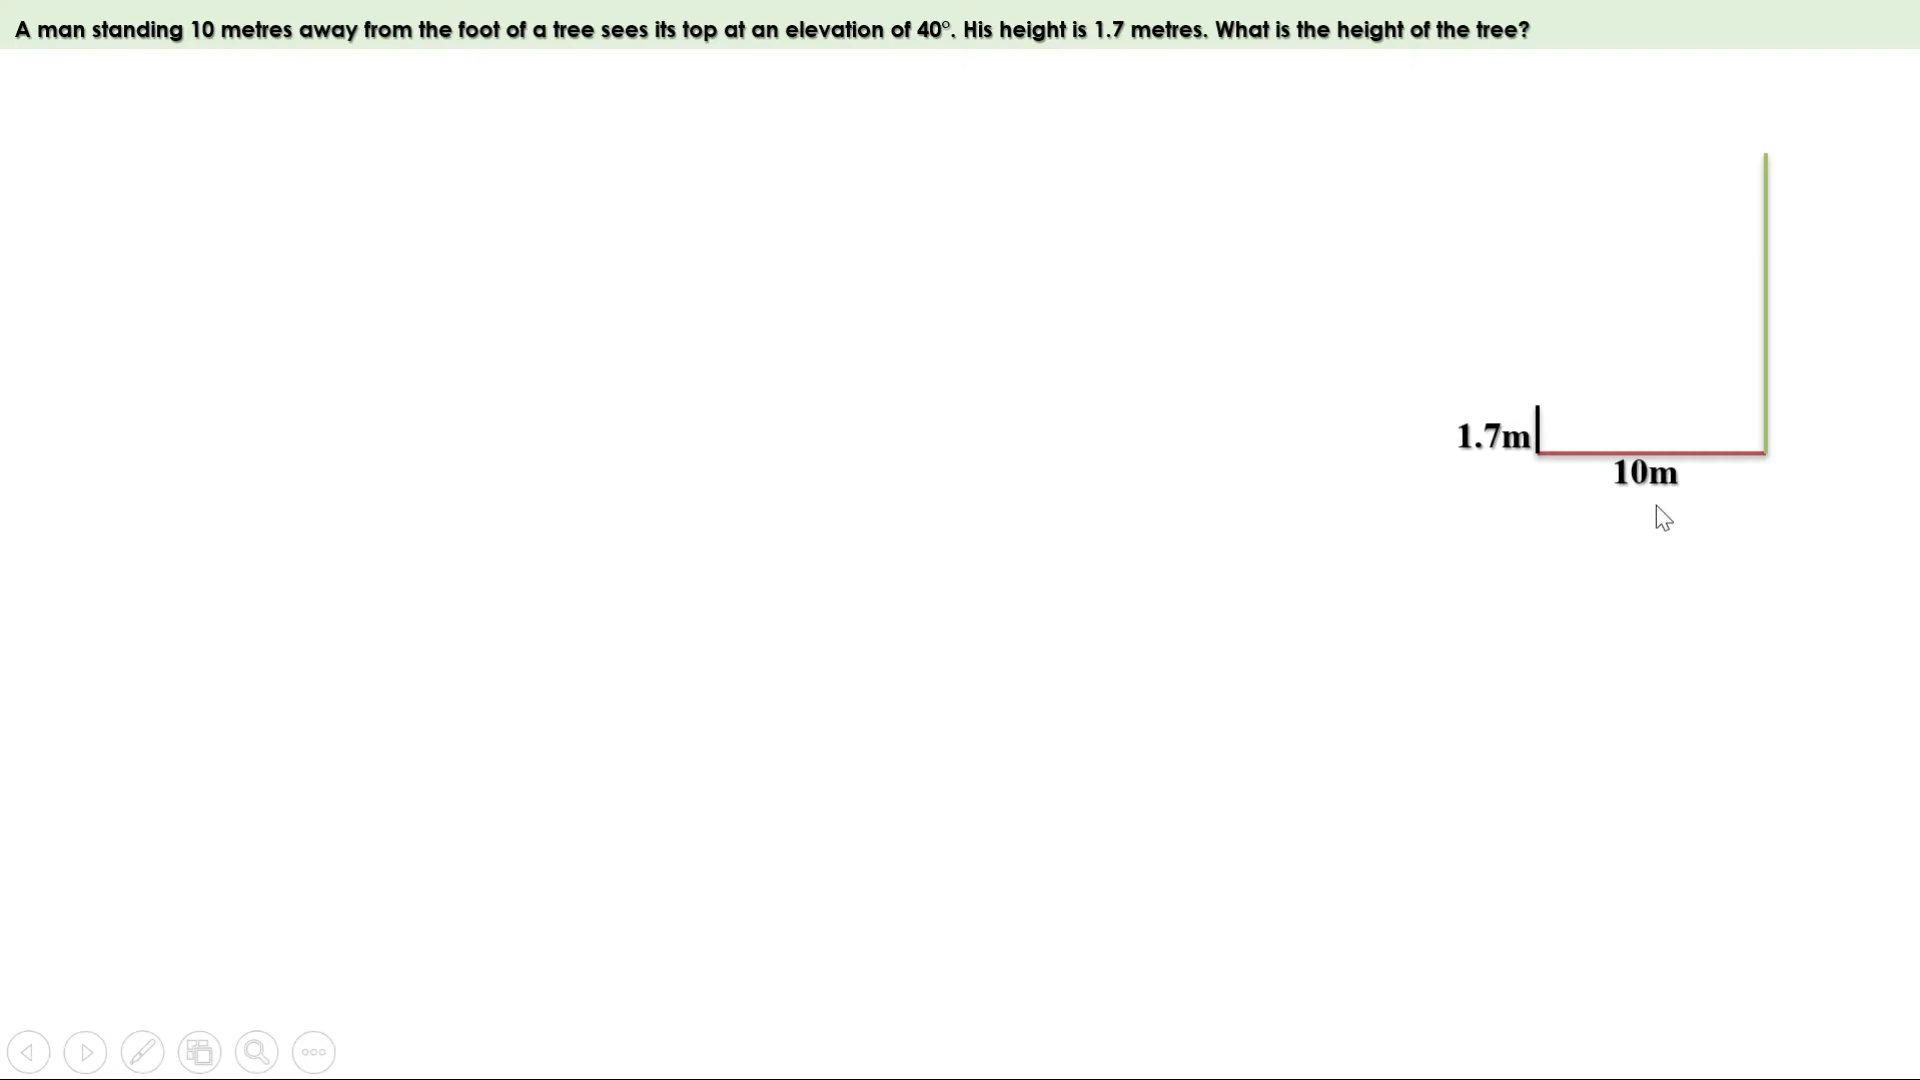 A man standing 10 metres away from the foot of a tree sees its top at an elevation of 40°. His height is 1.7 metres. What is the height of the tree?
1.7m
10m